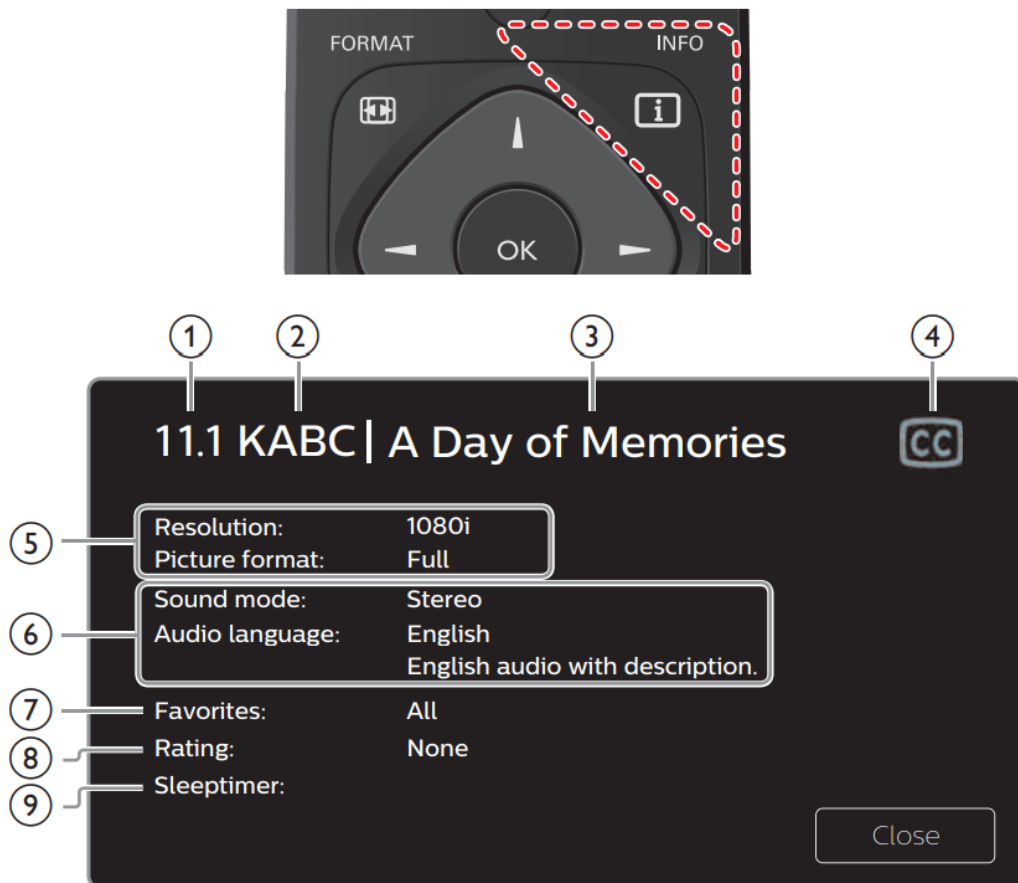 FORMAT INFO
i
OK
1 2 3 4
11.1 KABC | A Day of Memories CC
5
Resolution: 1080i
Picture format: Full
6
Sound mode: Stereo
Audio language: English
English audio with description.
7 Favorites: All
8 Rating: None
9 Sleeptimer:
Close